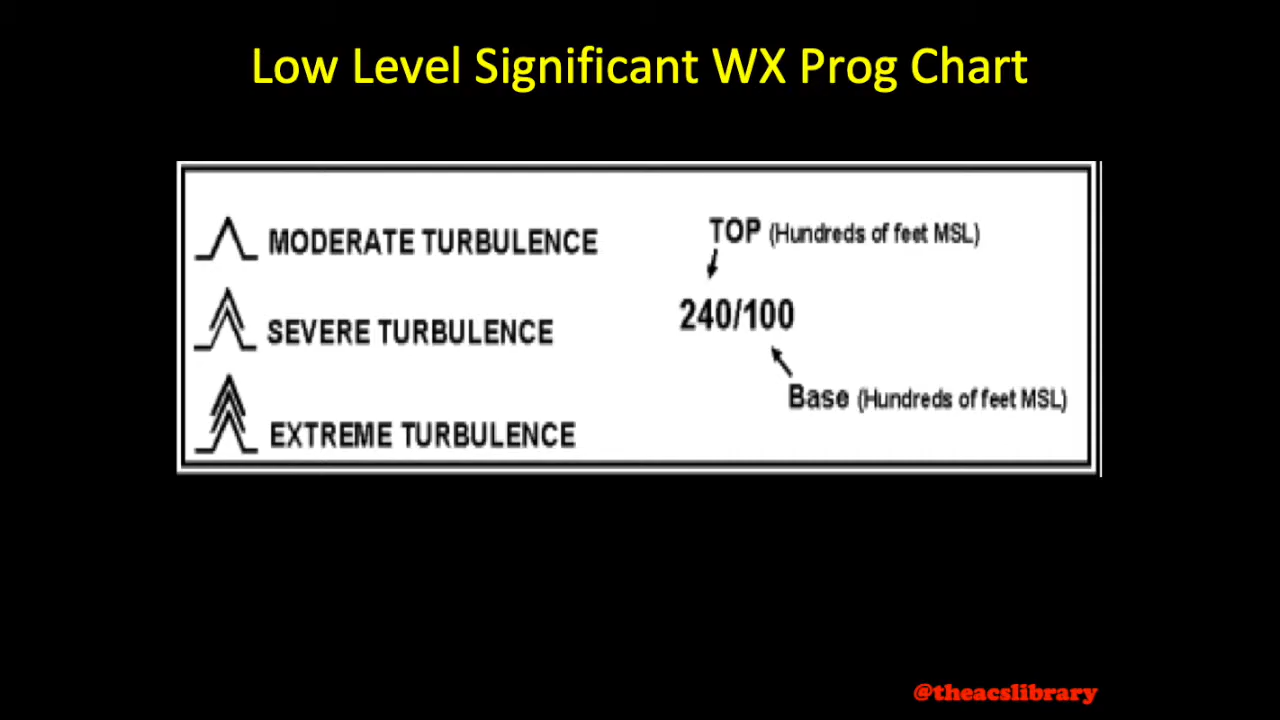 Low Level Significant WX Prog Chart
MODERATE TURBULENCE
SEVERE TURBULENCE
EXTREME TURBULENCE
TOP (Hundreds of feet MSL)
240/100
Base (Hundreds of feet MSL)
@theacslibrary